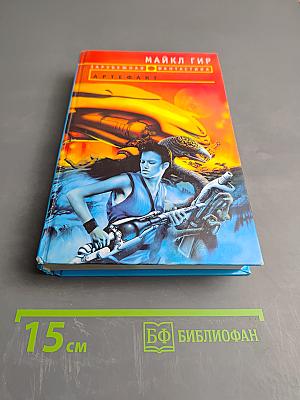 МАЙКЛ ГИР
ЗАРУБЕЖНАЯ ФАНТАСТИКА
АРТЕФАКТ
15 см
БФ БИБЛИОФАН